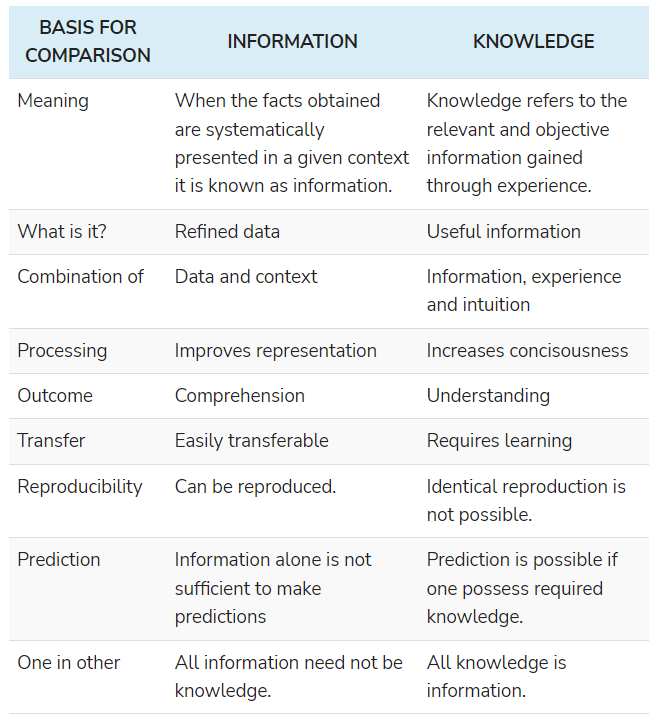 BASIS FOR
COMPARISON
INFORMATION
KNOWLEDGE
Meaning
When the facts obtained
are systematically
presented in a given context
it is known as information.
Knowledge refers to the
relevant and objective
information gained
through experience.
What is it?
Refined data
Useful information
Combination of
Data and context
Information, experience
and intuition
Processing
Improves representation
Increases concisousness
Outcome
Comprehension
Understanding
Transfer
Easily transferable
Requires learning
Reproducibility
Can be reproduced.
Identical reproduction is
not possible.
Prediction
Information alone is not
sufficient to make
predictions
Prediction is possible if
one possess required
knowledge.
One in other
All information need not be
knowledge.
All knowledge is
information.